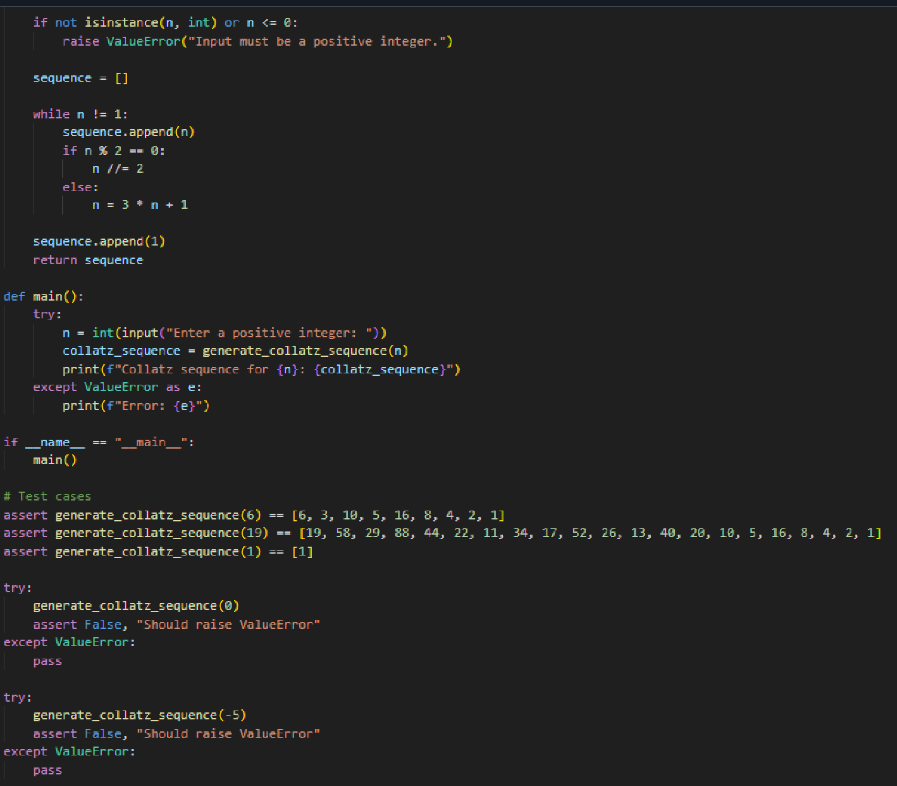 if not isinstance(n, int) or n <= 0:
raise ValueError("Input must be a positive integer.")
sequence = []
while n != 1:
sequence.append(n)
if n % 2 == 0:
n //= 2
else:
n = 3 * n + 1
sequence.append(1)
return sequence
def main():
try:
n = int(input("Enter a positive integer: "))
collatz_sequence = generate_collatz_sequence(n)
print(f"Collatz sequence for {n}: {collatz_sequence}")
except ValueError as e:
print(f"Error: {e}")
if __name__ == "__main__":
main()
# Test cases
assert generate_collatz_sequence(6) == [6, 3, 10, 5, 16, 8, 4, 2, 1]
assert generate_collatz_sequence(19) == [19, 58, 29, 88, 44, 22, 11, 34, 17, 52, 26, 13, 40, 20, 10, 5, 16, 8, 4, 2, 1]
assert generate_collatz_sequence(1) == [1]
try:
generate_collatz_sequence(0)
assert False, "Should raise ValueError"
except ValueError:
pass
try:
generate_collatz_sequence(-5)
assert False, "Should raise ValueError"
except ValueError:
pass